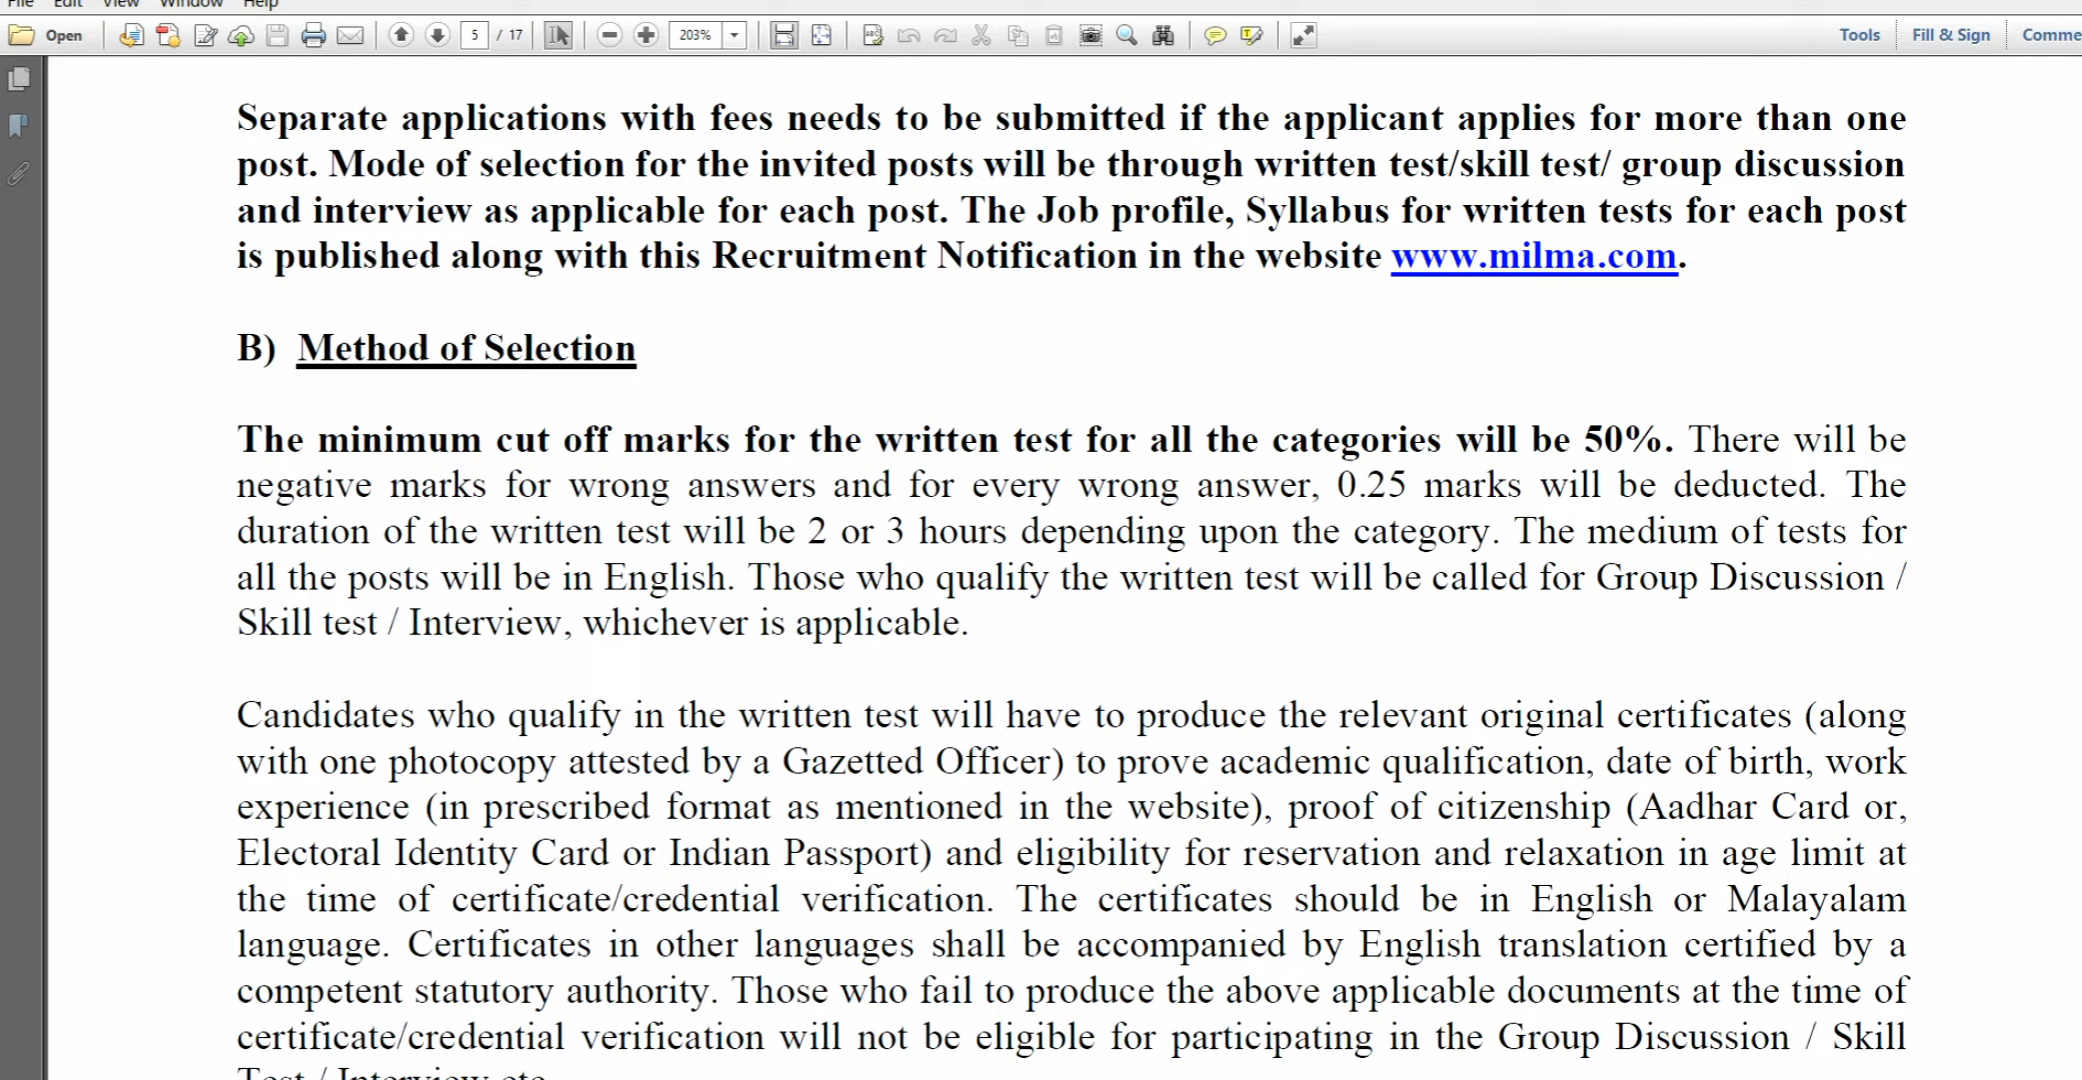 File Edit View Window Help
Open 5 / 17 203% Tools Fill & Sign Comme
Separate applications with fees needs to be submitted if the applicant applies for more than one
post. Mode of selection for the invited posts will be through written test/skill test/ group discussion
and interview as applicable for each post. The Job profile, Syllabus for written tests for each post
is published along with this Recruitment Notification in the website www.milma.com.
B) Method of Selection
The minimum cut off marks for the written test for all the categories will be 50%. There will be
negative marks for wrong answers and for every wrong answer, 0.25 marks will be deducted. The
duration of the written test will be 2 or 3 hours depending upon the category. The medium of tests for
all the posts will be in English. Those who qualify the written test will be called for Group Discussion /
Skill test / Interview, whichever is applicable.
Candidates who qualify in the written test will have to produce the relevant original certificates (along
with one photocopy attested by a Gazetted Officer) to prove academic qualification, date of birth, work
experience (in prescribed format as mentioned in the website), proof of citizenship (Aadhar Card or,
Electoral Identity Card or Indian Passport) and eligibility for reservation and relaxation in age limit at
the time of certificate/credential verification. The certificates should be in English or Malayalam
language. Certificates in other languages shall be accompanied by English translation certified by a
competent statutory authority. Those who fail to produce the above applicable documents at the time of
certificate/credential verification will not be eligible for participating in the Group Discussion / Skill
Test / Interview etc